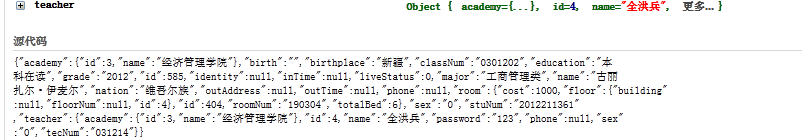 teacher Object { academy={...}, id=4, name="全洪兵", 更多...}
源代码
{"academy":{"id":3,"name":"经济管理学院"},"birth":"","birthplace":"新疆","classNum":"0301202","education":"本
科在读","grade":"2012","id":585,"identity":null,"inTime":null,"liveStatus":0,"major":"工商管理类","name":"古丽
扎尔·伊麦尔","nation":"维吾尔族","outAddress":null,"outTime":null,"phone":null,"room":{"cost":1000,"floor":{"building"
:null,"floorNum":null,"id":4},"id":404,"roomNum":"190304","totalBed":6},"sex":"0","stuNum":"2012211361"
,"teacher":{"academy":{"id":3,"name":"经济管理学院"},"id":4,"name":"全洪兵","password":"123","phone":null,"sex"
:"0","tecNum":"031214"}}